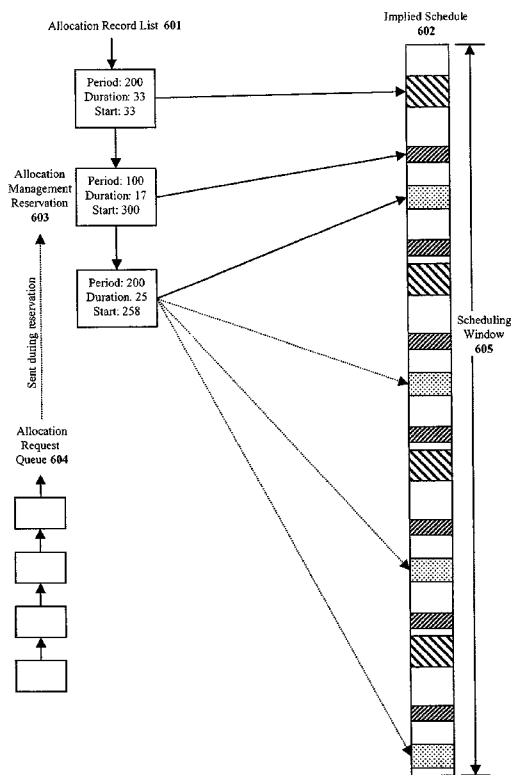 Allocation Record List 601
Implied Schedule
602
Period: 200
Duration: 33
Start: 33
Allocation
Management
Reservation
603
Period: 100
Duration: 17
Start: 300
Period: 200
Duration. 25
Start: 258
Sent during reservation
Scheduling
Window
605
Allocation
Request
Queue 604